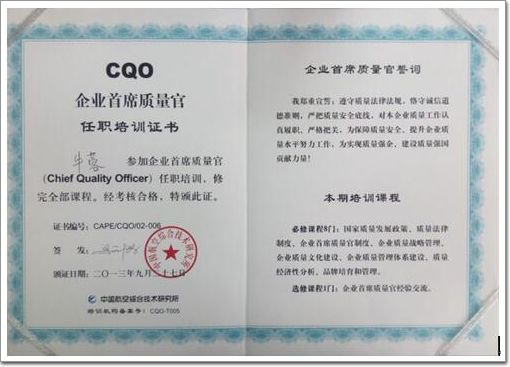 CQO
企业首席质量官
任职培训证书
牛蓉 参加企业首席质量官
(Chief Quality Officer) 任职培训，修
完全部课程。经考核合格，特颁此证。
证书编号：CAPE/CQO/02-006
签 发：
中国航空综合技术研究所
颁证日期：二〇一三年九月二十七日
中国航空综合技术研究所
培训机构备案号：CQO-T005
企业首席质量官誓词
我郑重宣誓：遵守质量法律法规，恪守诚信道
德准则，严把质量安全底线，对本企业质量工作认
真履职、严格把关，为保障质量安全、提升企业质
量水平努力工作，为实现质量强企、建设质量强国
贡献力量！
本期培训课程
必修课程8门：国家质量发展政策、质量法律
制度、企业首席质量官制度、企业质量战略管理、
企业质量文化建设、企业质量管理体系建设、质量
经济性分析、品牌培育和管理。
选修课程1门：企业首席质量官经验交流。